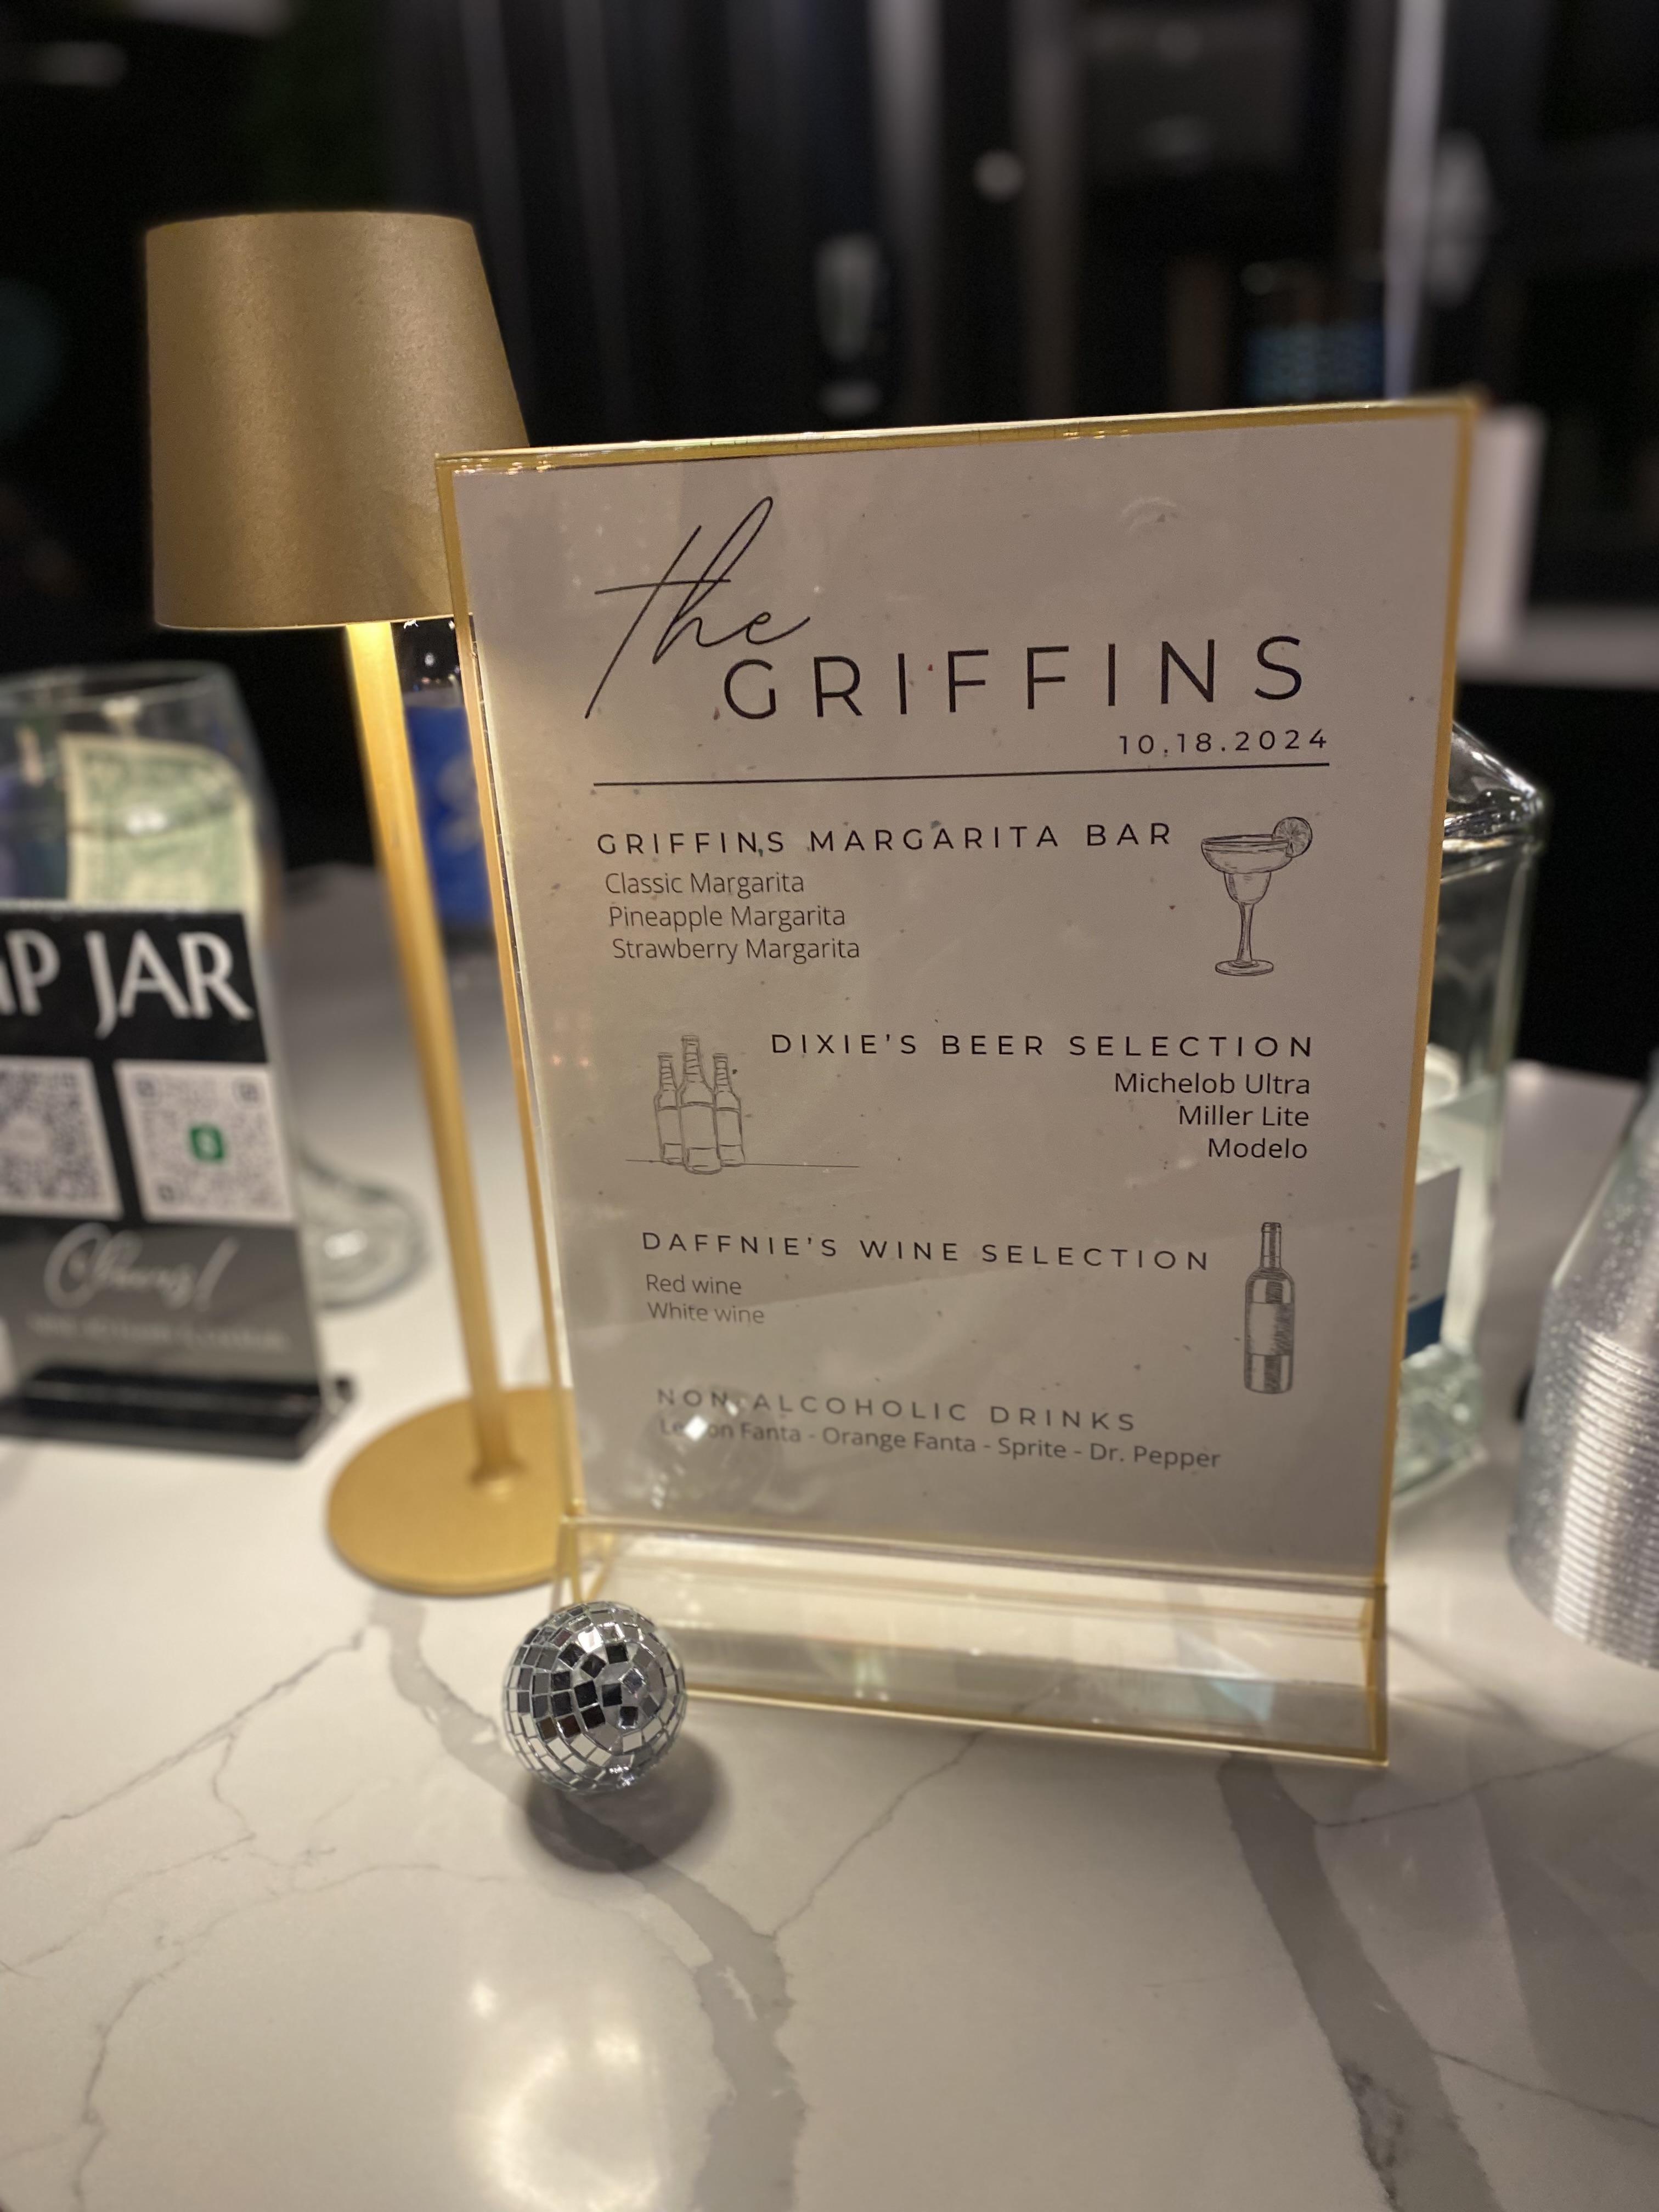 the
GRIFFINS
10.18.2024
GRIFFINS MARGARITA BAR
Classic Margarita
Pineapple Margarita
Strawberry Margarita
DIXIE'S BEER SELECTION
Michelob Ultra
Miller Lite
Modelo
DAFFNIE'S WINE SELECTION
Red wine
White wine
NON-ALCOHOLIC DRINKS
Fanta - Orange Fanta - Sprite - Dr. Pepper
JAR
Cheers!